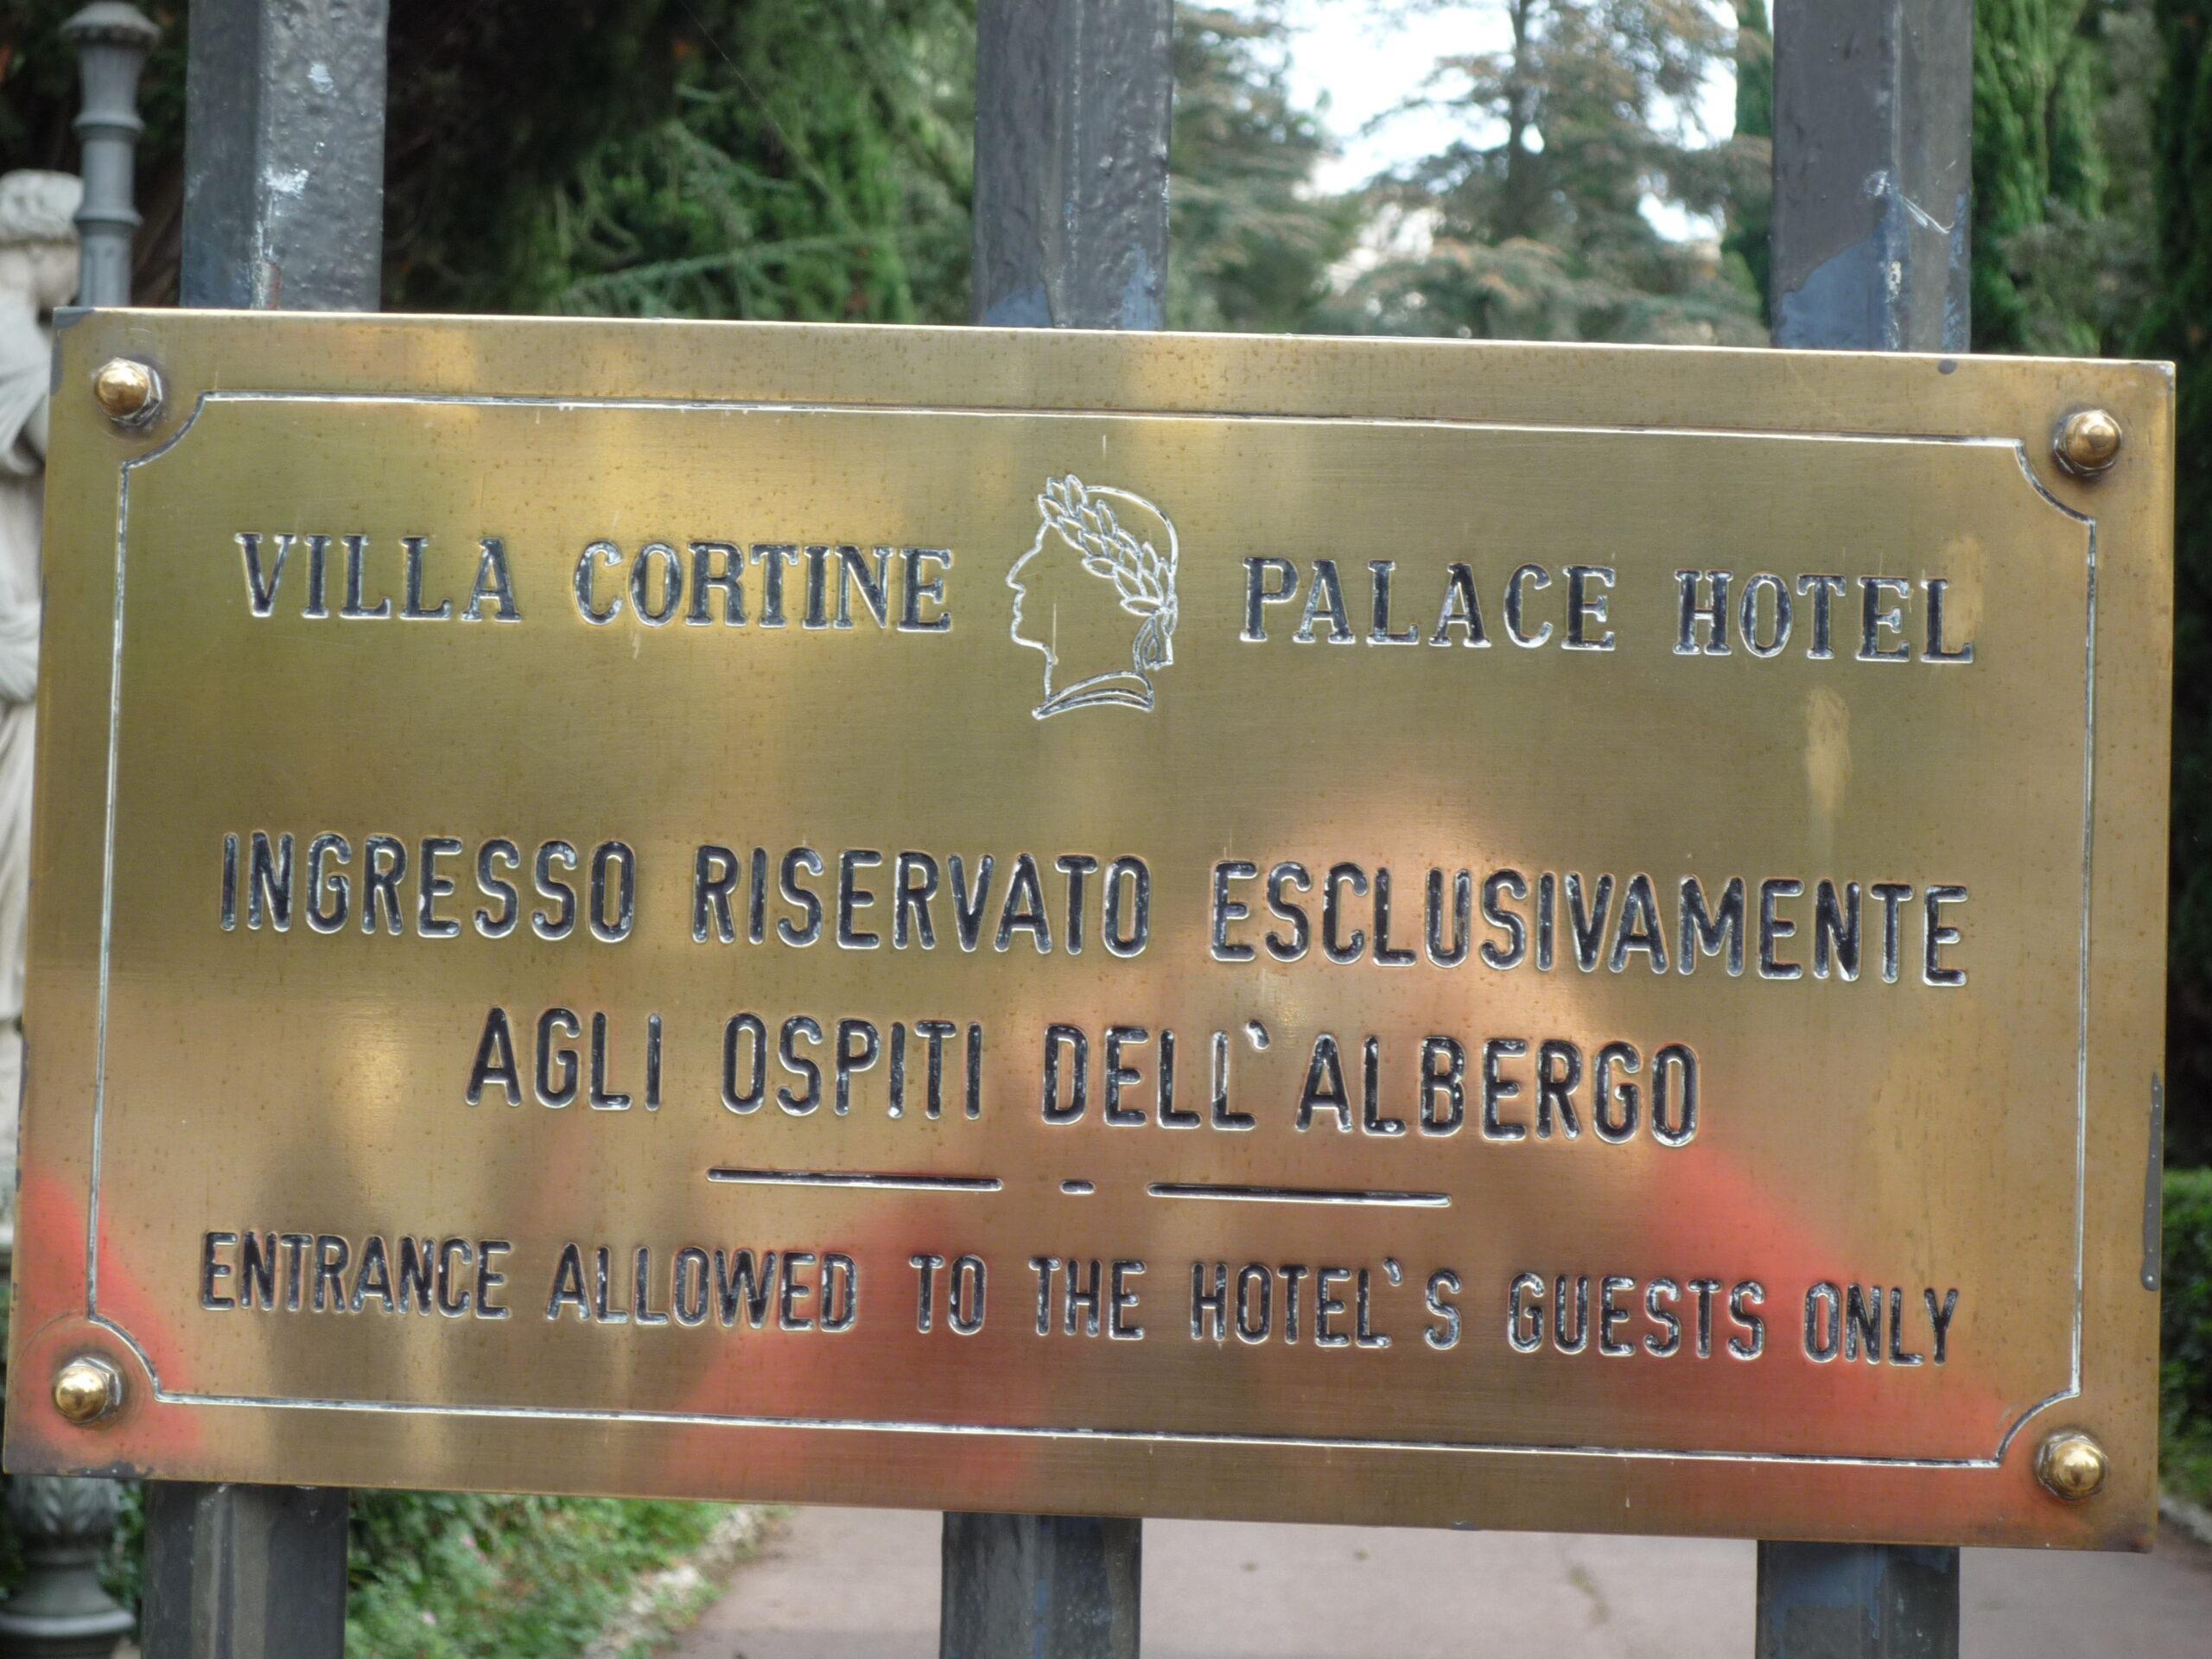 VILLA CORTINE PALACE HOTEL
INGRESSO RISERVATO ESCLUSIVAMENTE
AGLI OSPITI DELL'ALBERGO
ENTRANCE ALLOWED TO THE HOTEL'S GUESTS ONLY